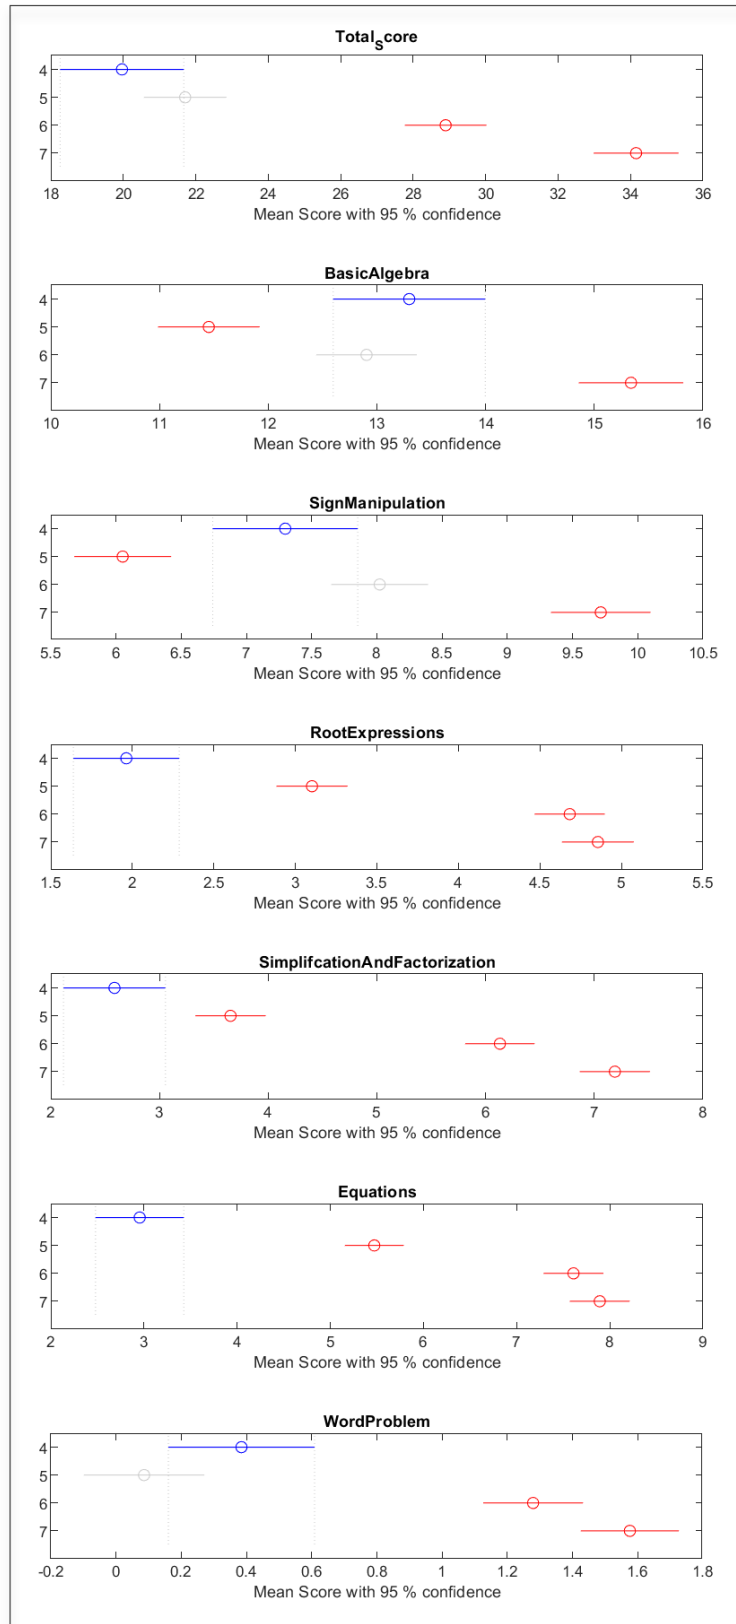 Total_Score
4
5
6
7
18 20 22 24 26 28 30 32 34 36
Mean Score with 95 % confidence
BasicAlgebra
4
5
6
7
10 11 12 13 14 15 16
Mean Score with 95 % confidence
SignManipulation
4
5
6
7
5.5 6 6.5 7 7.5 8 8.5 9 9.5 10 10.5
Mean Score with 95 % confidence
RootExpressions
4
5
6
7
1.5 2 2.5 3 3.5 4 4.5 5 5.5
Mean Score with 95 % confidence
SimplifcationAndFactorization
4
5
6
7
2 3 4 5 6 7 8
Mean Score with 95 % confidence
Equations
4
5
6
7
2 3 4 5 6 7 8 9
Mean Score with 95 % confidence
WordProblem
4
5
6
7
-0.2 0 0.2 0.4 0.6 0.8 1 1.2 1.4 1.6 1.8
Mean Score with 95 % confidence